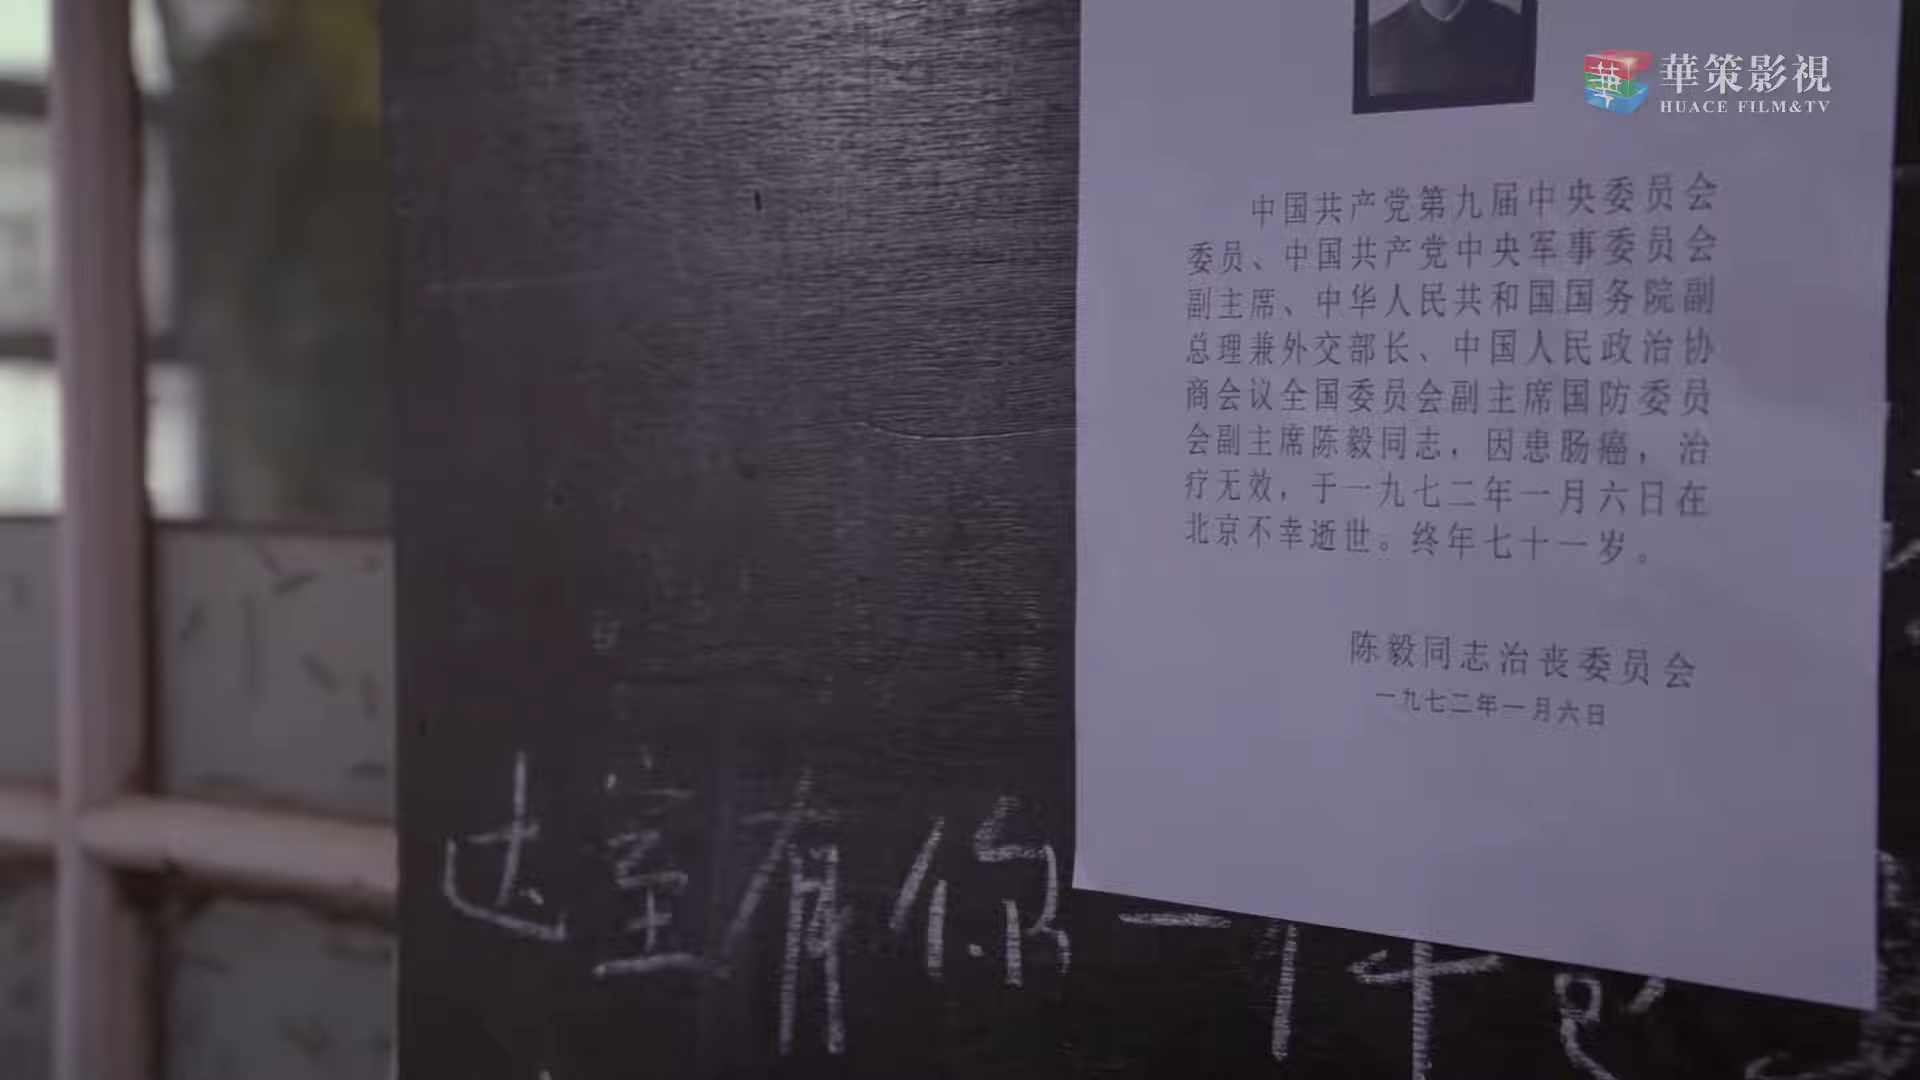 華策影視
HUACE FILM&TV
中国共产党第九届中央委员会
委员、中国共产党中央军事委员会
副主席、中华人民共和国国务院副
总理兼外交部长、中国人民政治协
商会议全国委员会副主席国防委员
会副主席陈毅同志，因患肠癌，治
疗无效，于一九七二年一月六日在
北京不幸逝世。终年七十一岁。
陈毅同志治丧委员会
一九七二年一月六日
达室有你一件